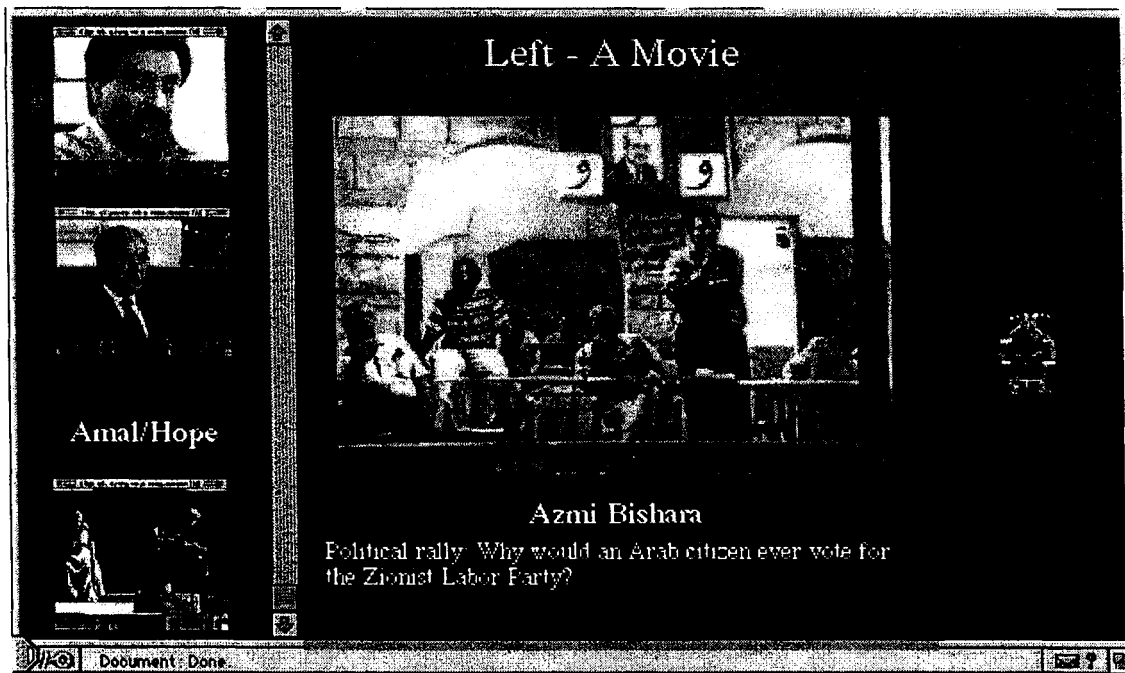 Left - A Movie
و و
Amal/Hope
Azmi Bishara
Political rally: Why would an Arab citizen ever vote for
the Zionist Labor Party?
Document : Done